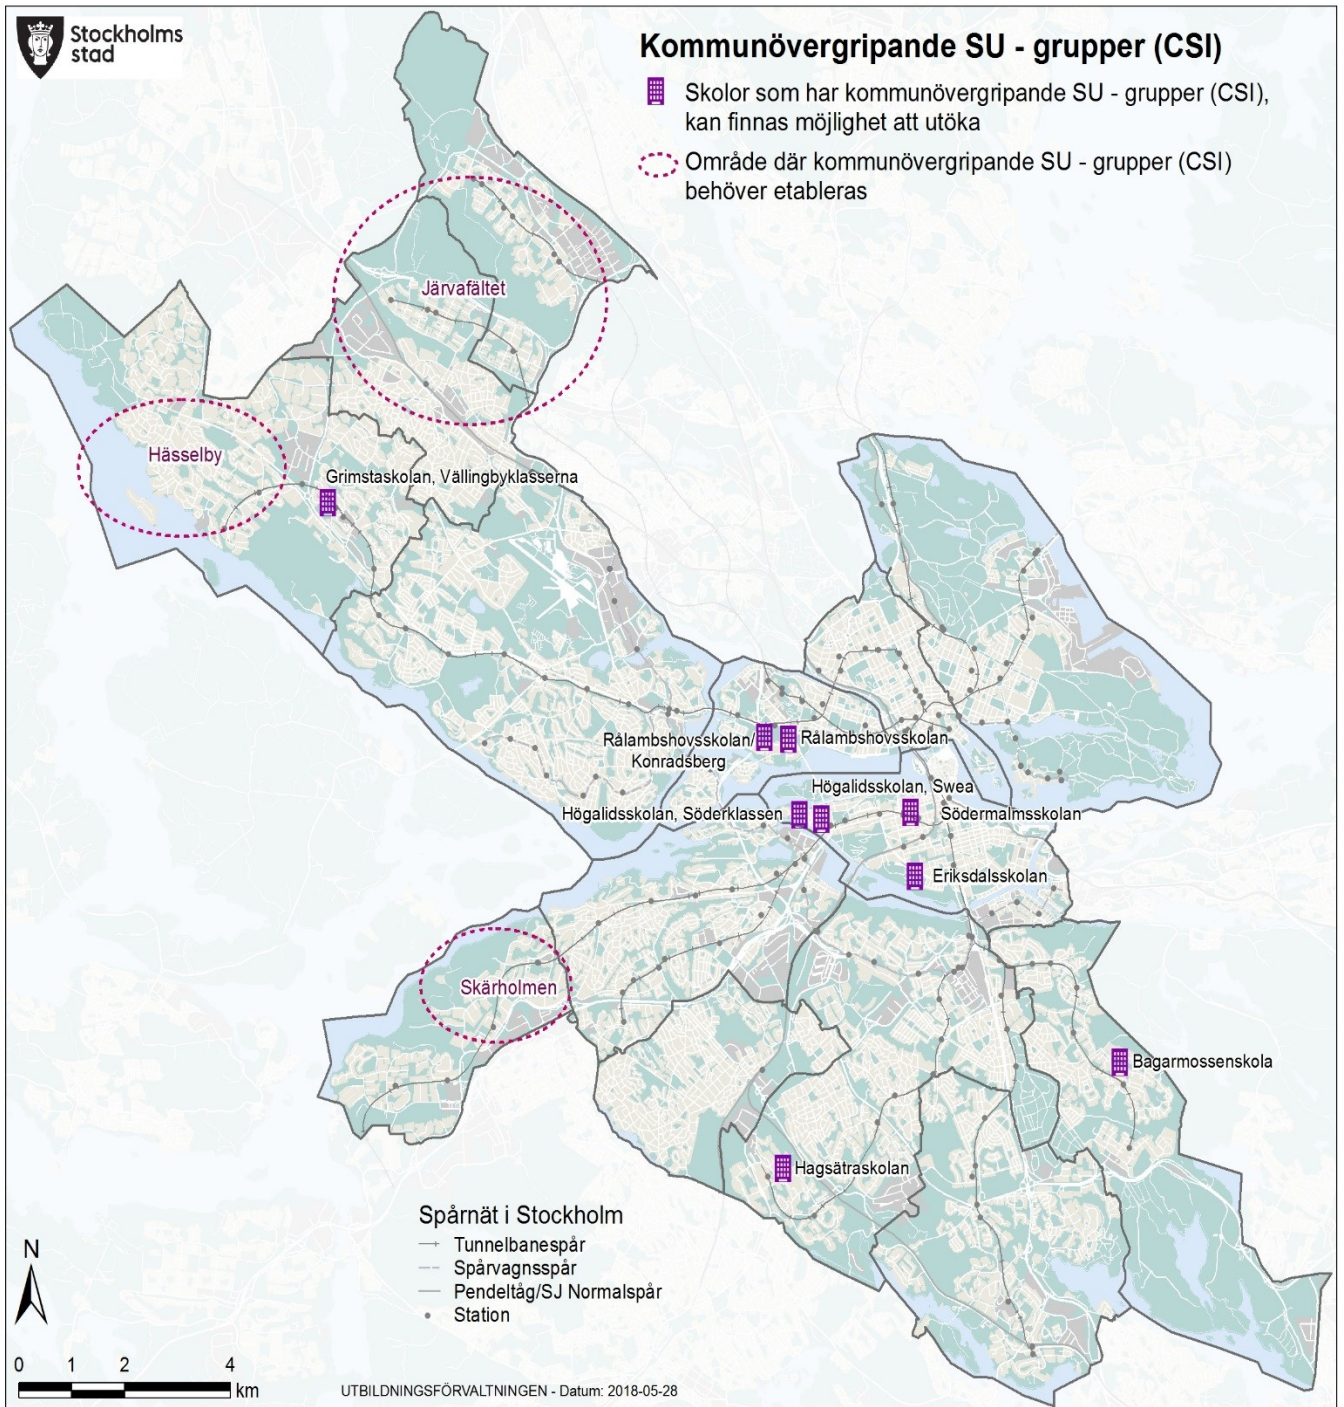 Stockholms
stad
Kommunövergripande SU - grupper (CSI)
Skolor som har kommunövergripande SU - grupper (CSI),
kan finnas möjlighet att utöka
Område där kommunövergripande SU - grupper (CSI)
behöver etableras
Järvafältet
Hässelby
Grimstaskolan, Vällingbyklasserna
Rålambshovsskolan/
Konradsberg
Rålambshovsskolan
Högalidsskolan, Swea
Högalidsskolan, Söderklassen
Södermalmsskolan
Eriksdalsskolan
Skärholmen
Bagarmossenskola
Hagsätraskolan
Spårnät i Stockholm
Tunnelbanespår
Spårvagnsspår
Pendeltåg/SJ Normalspår
Station
N
0 1 2 4
km
UTBILDNINGSFÖRVALTNINGEN - Datum: 2018-05-28